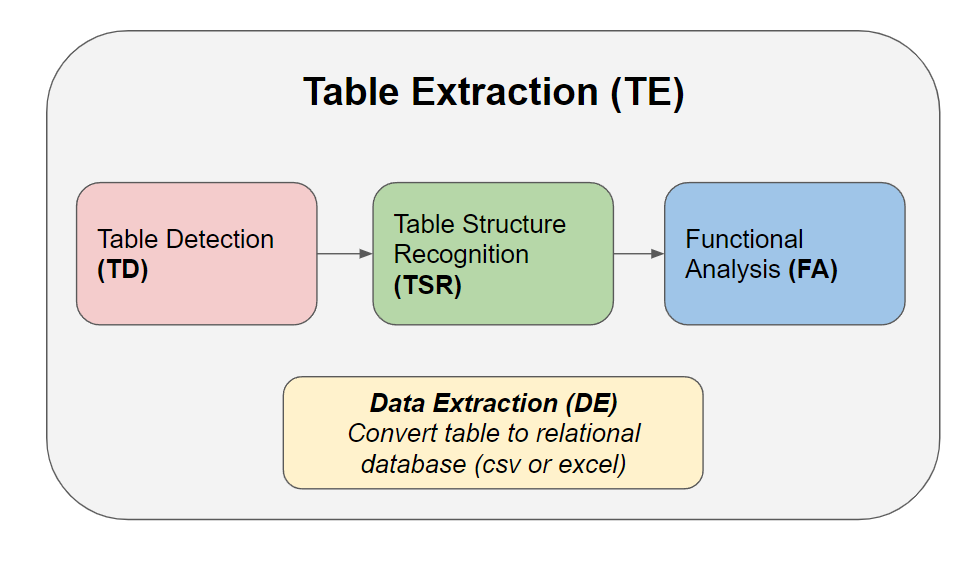 Table Extraction (TE)
Table Detection
(TD)
Table Structure
Recognition
(TSR)
Functional
Analysis (FA)
Data Extraction (DE)
Convert table to relational
database (csv or excel)